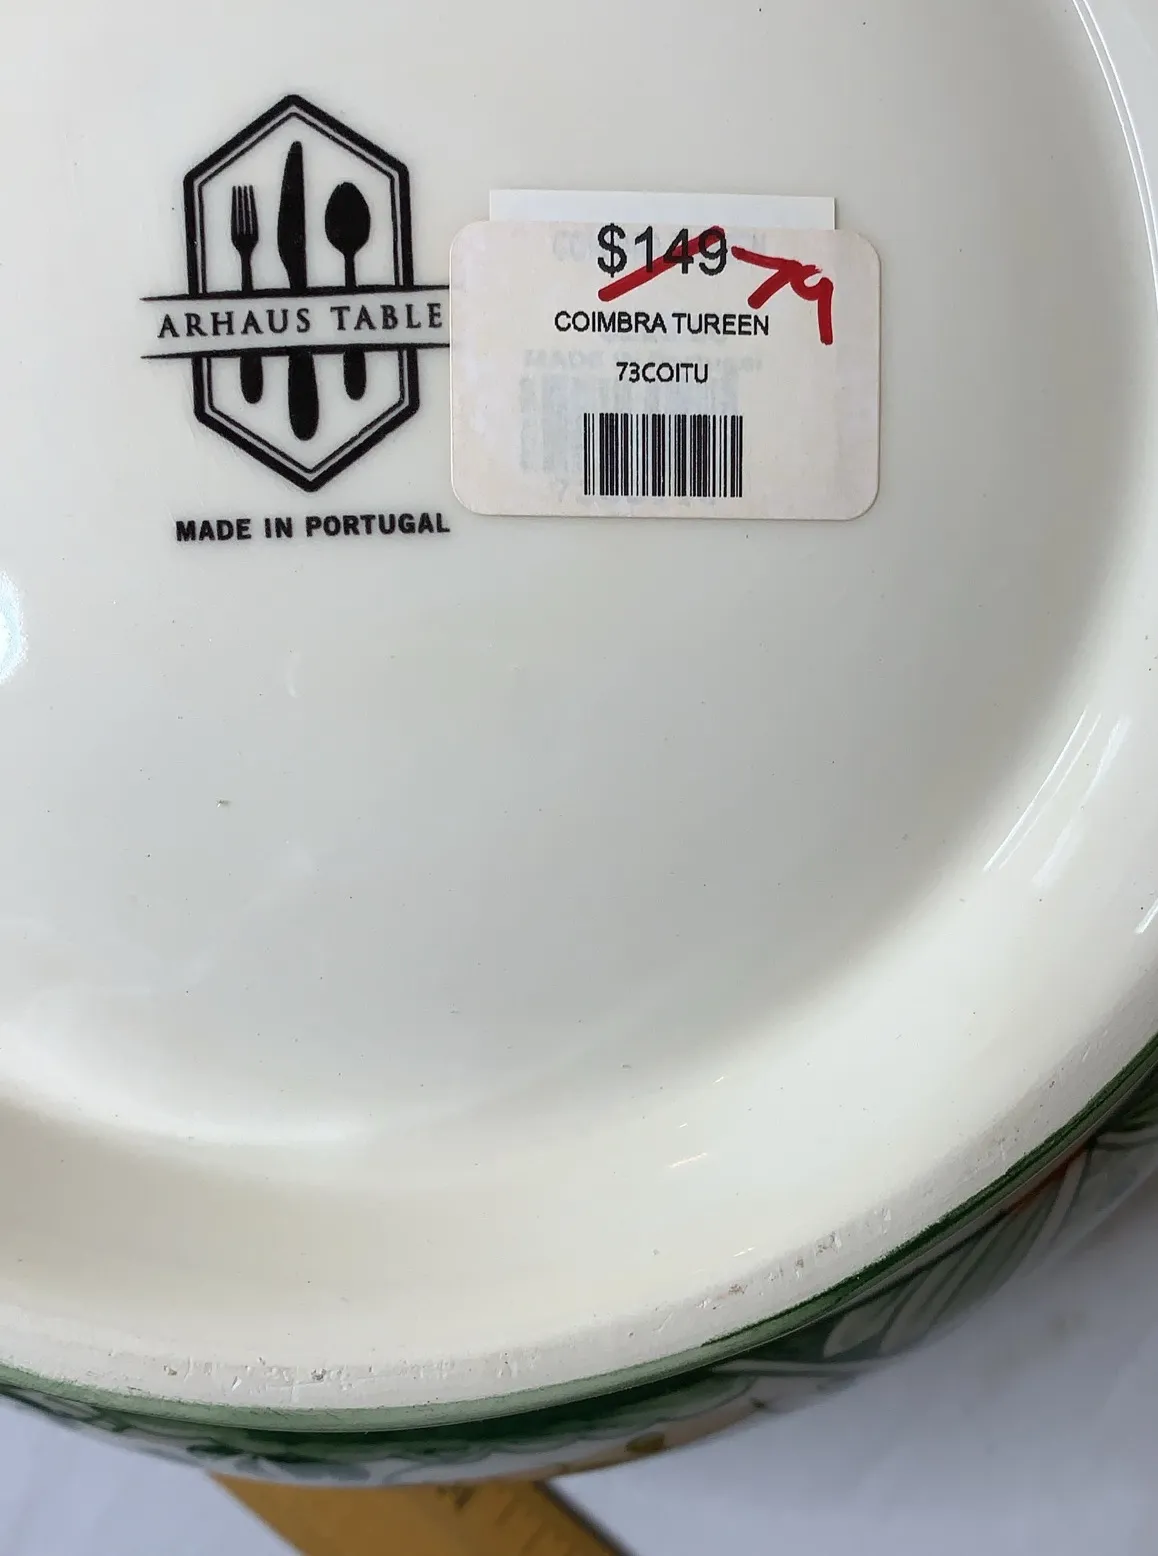 ARHAUS TABLE
MADE IN PORTUGAL
$149 79
COIMBRA TUREEN
73COITU